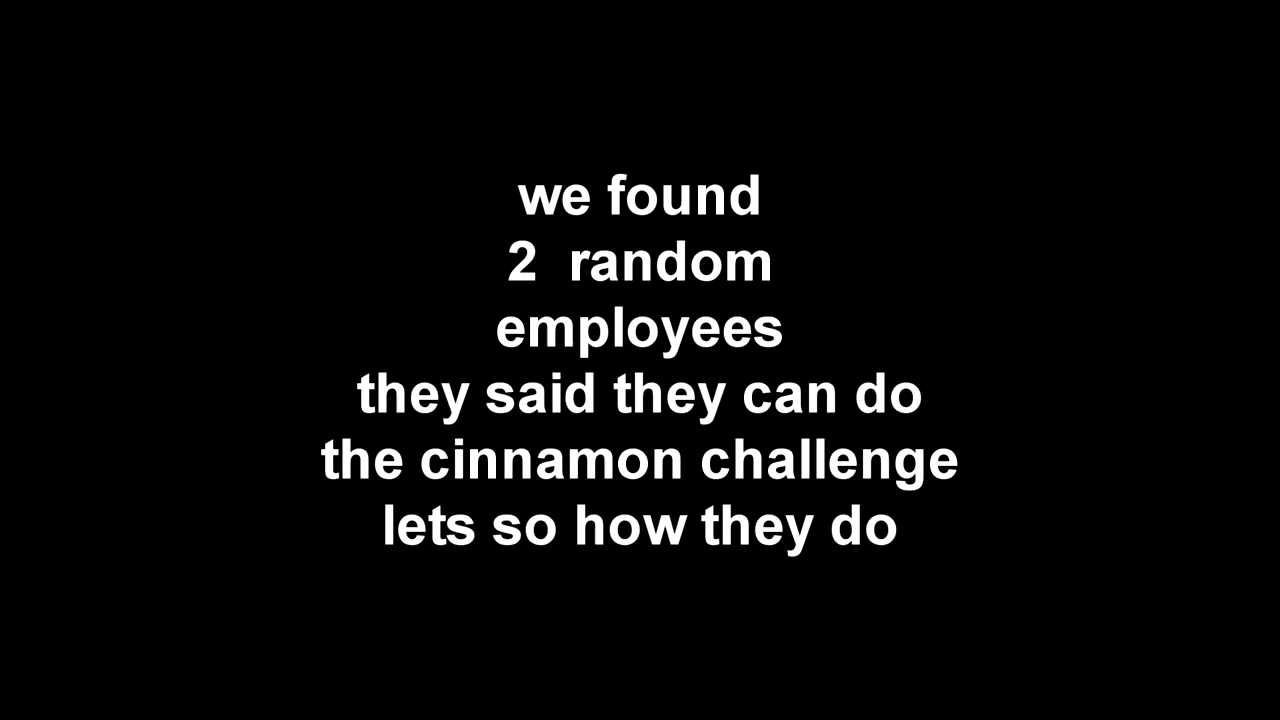 we found
2  random
employees
they said they can do
the cinnamon challenge
lets so how they do